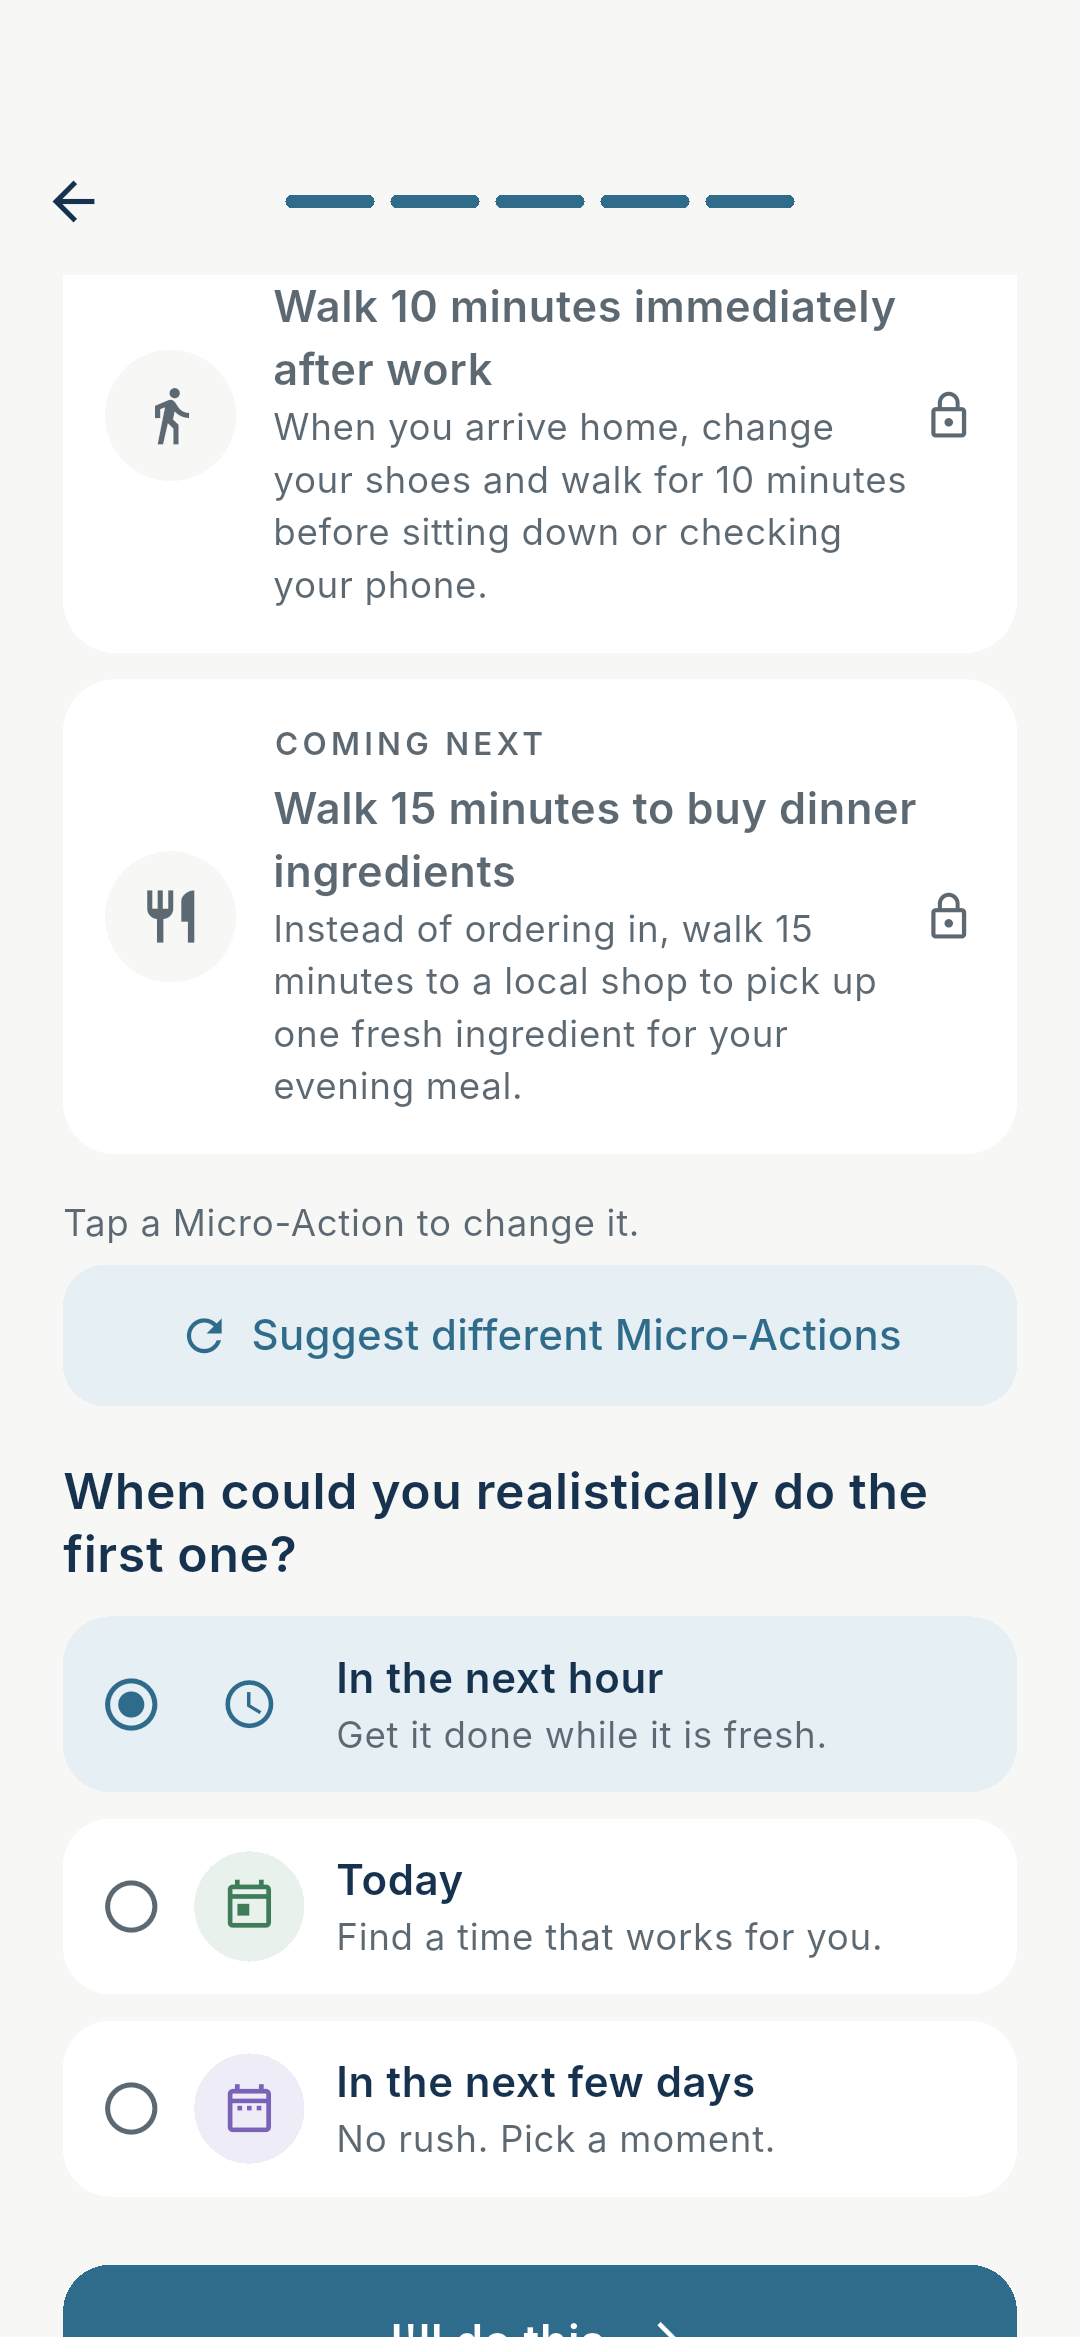 Walk 10 minutes immediately
after work
When you arrive home, change
your shoes and walk for 10 minutes
before sitting down or checking
your phone.
COMING NEXT
Walk 15 minutes to buy dinner
ingredients
Instead of ordering in, walk 15
minutes to a local shop to pick up
one fresh ingredient for your
evening meal.
Tap a Micro-Action to change it.
Suggest different Micro-Actions
When could you realistically do the
first one?
In the next hour
Get it done while it is fresh.
Today
Find a time that works for you.
In the next few days
No rush. Pick a moment.
I'll do this